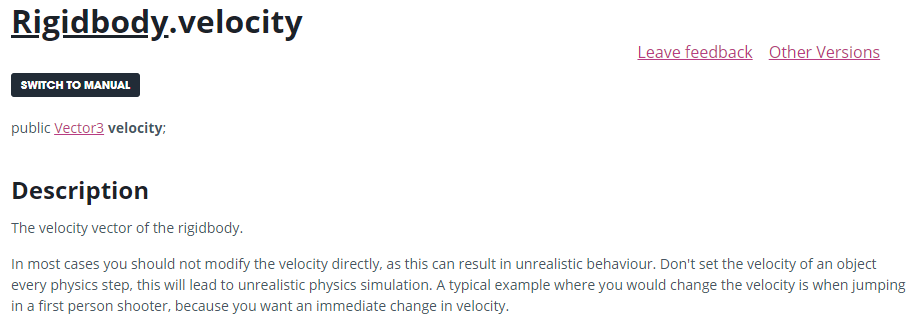 Rigidbody.velocity
Leave feedback Other Versions
SWITCH TO MANUAL
public Vector3 velocity;
Description
The velocity vector of the rigidbody.
In most cases you should not modify the velocity directly, as this can result in unrealistic behaviour. Don't set the velocity of an object
every physics step, this will lead to unrealistic physics simulation. A typical example where you would change the velocity is when jumping
in a first person shooter, because you want an immediate change in velocity.